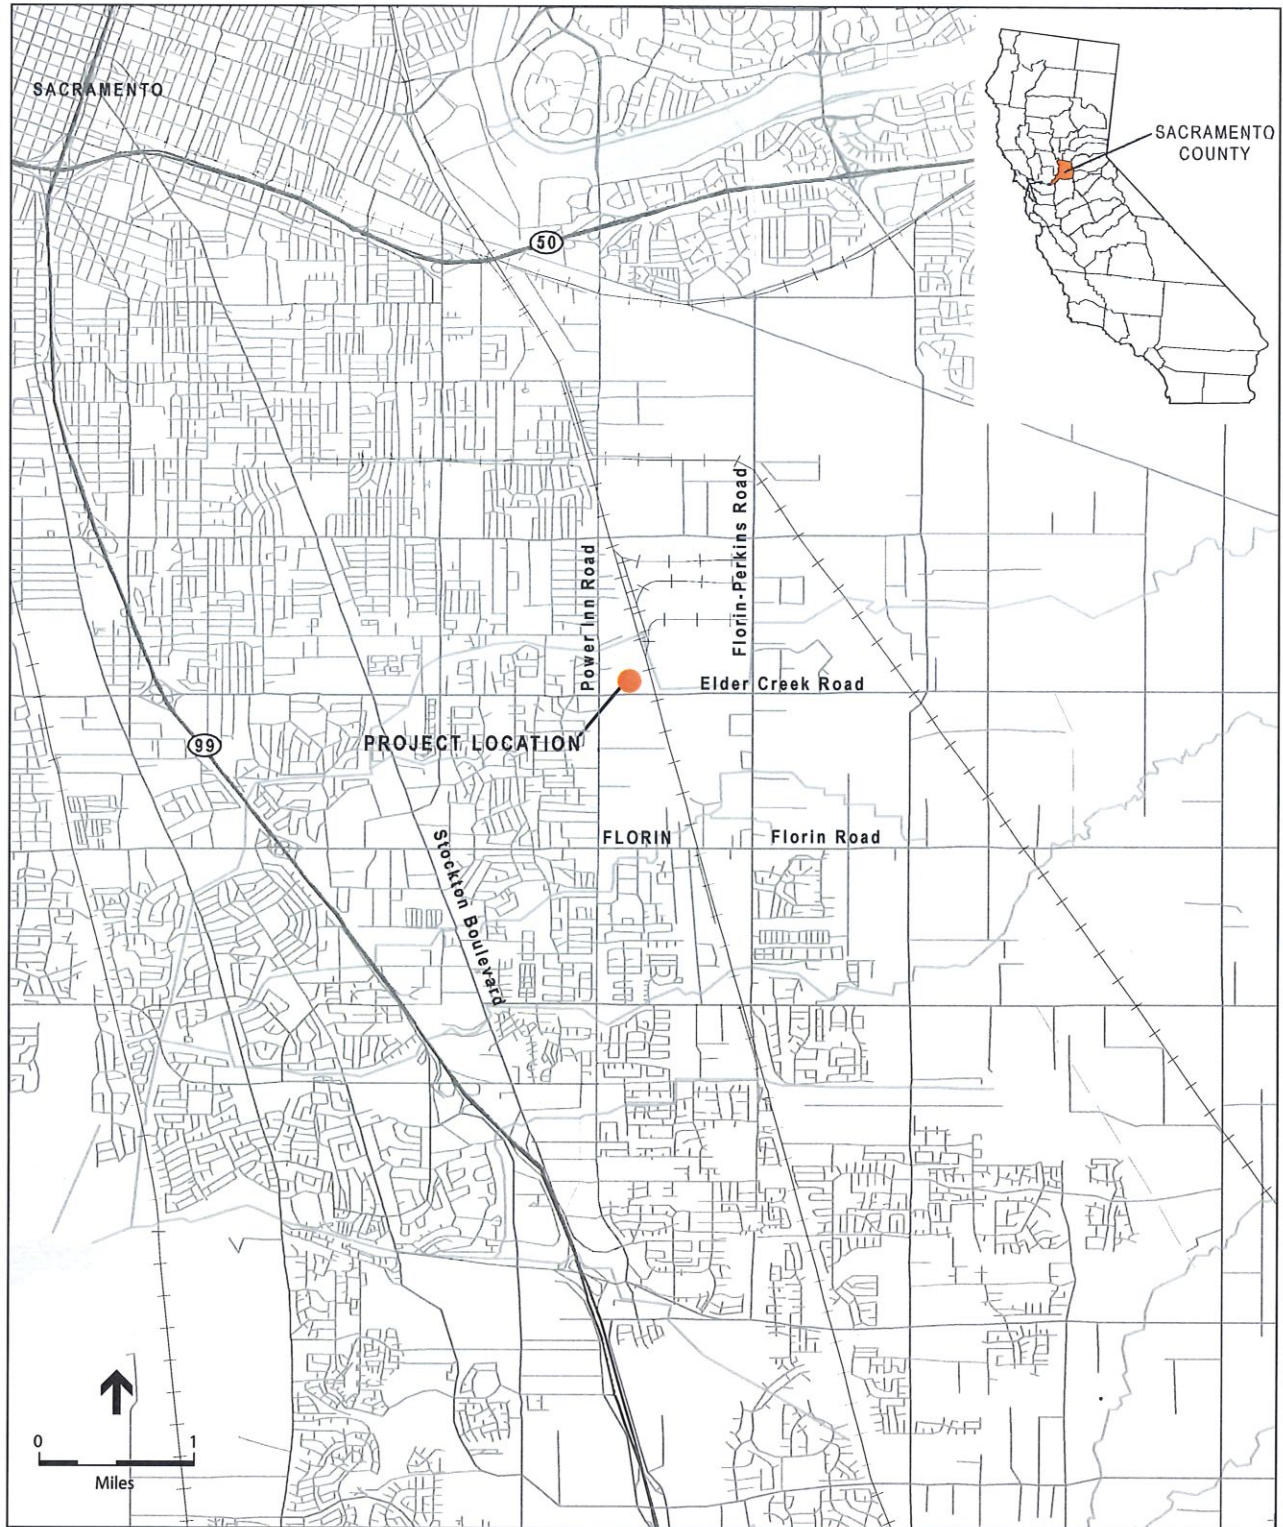 SACRAMENTO
SACRAMENTO
COUNTY
50
Florin-Perkins Road
Power Inn Road
Elder Creek Road
PROJECT LOCATION
99
FLORIN
Florin Road
Stockton Boulevard
0
1
Miles